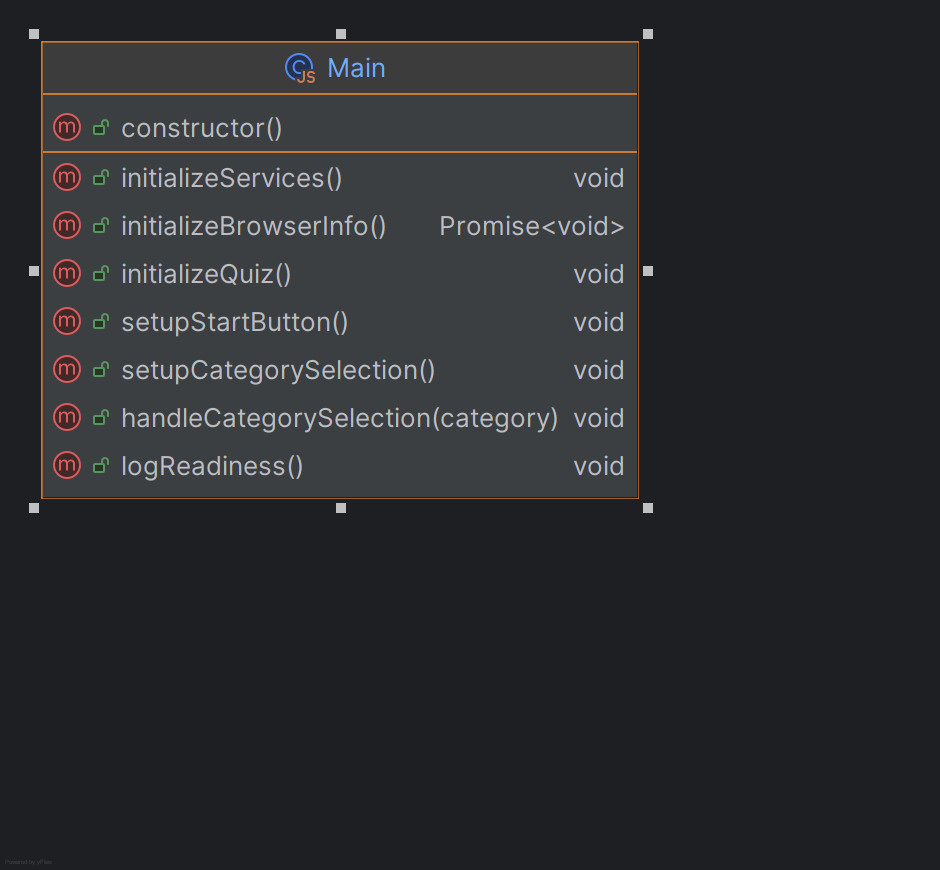 JS Main
m constructor()
m initializeServices() void
m initializeBrowserInfo() Promise<void>
m initializeQuiz() void
m setupStartButton() void
m setupCategorySelection() void
m handleCategorySelection(category) void
m logReadiness() void
Powered by yFiles